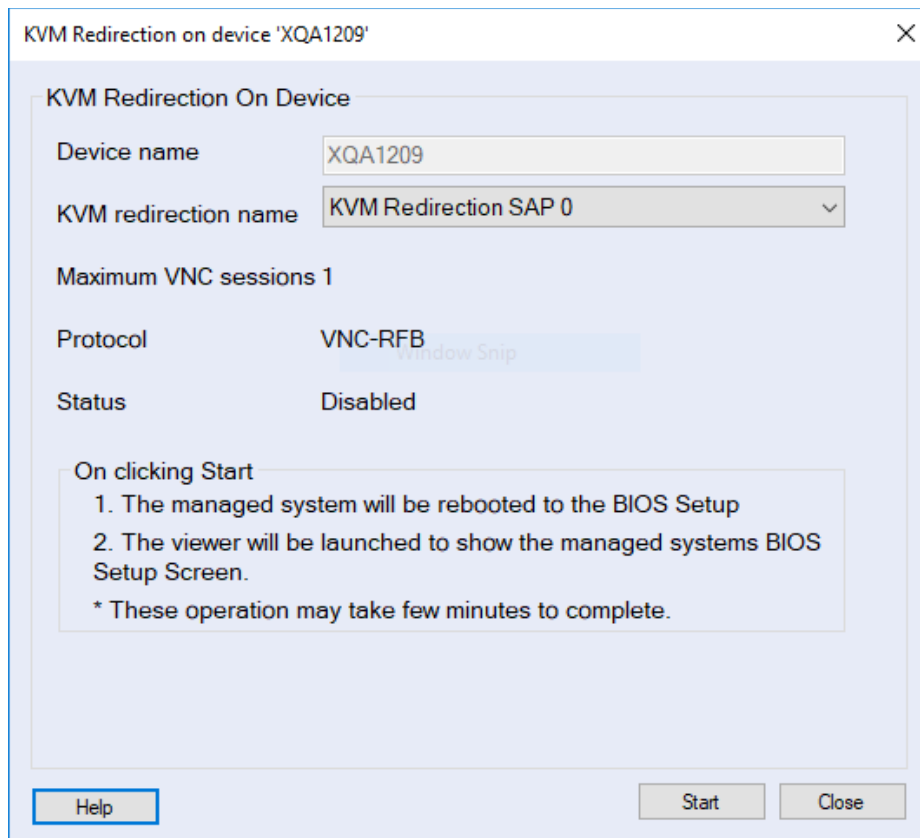 KVM Redirection on device 'XQA1209'
KVM Redirection On Device
Device name
XQA1209
KVM redirection name
KVM Redirection SAP 0
Maximum VNC sessions 1
Protocol
VNC-RFB
Window Snip
Status
Disabled
On clicking Start
1. The managed system will be rebooted to the BIOS Setup
2. The viewer will be launched to show the managed systems BIOS
Setup Screen.
* These operation may take few minutes to complete.
Help
Start
Close